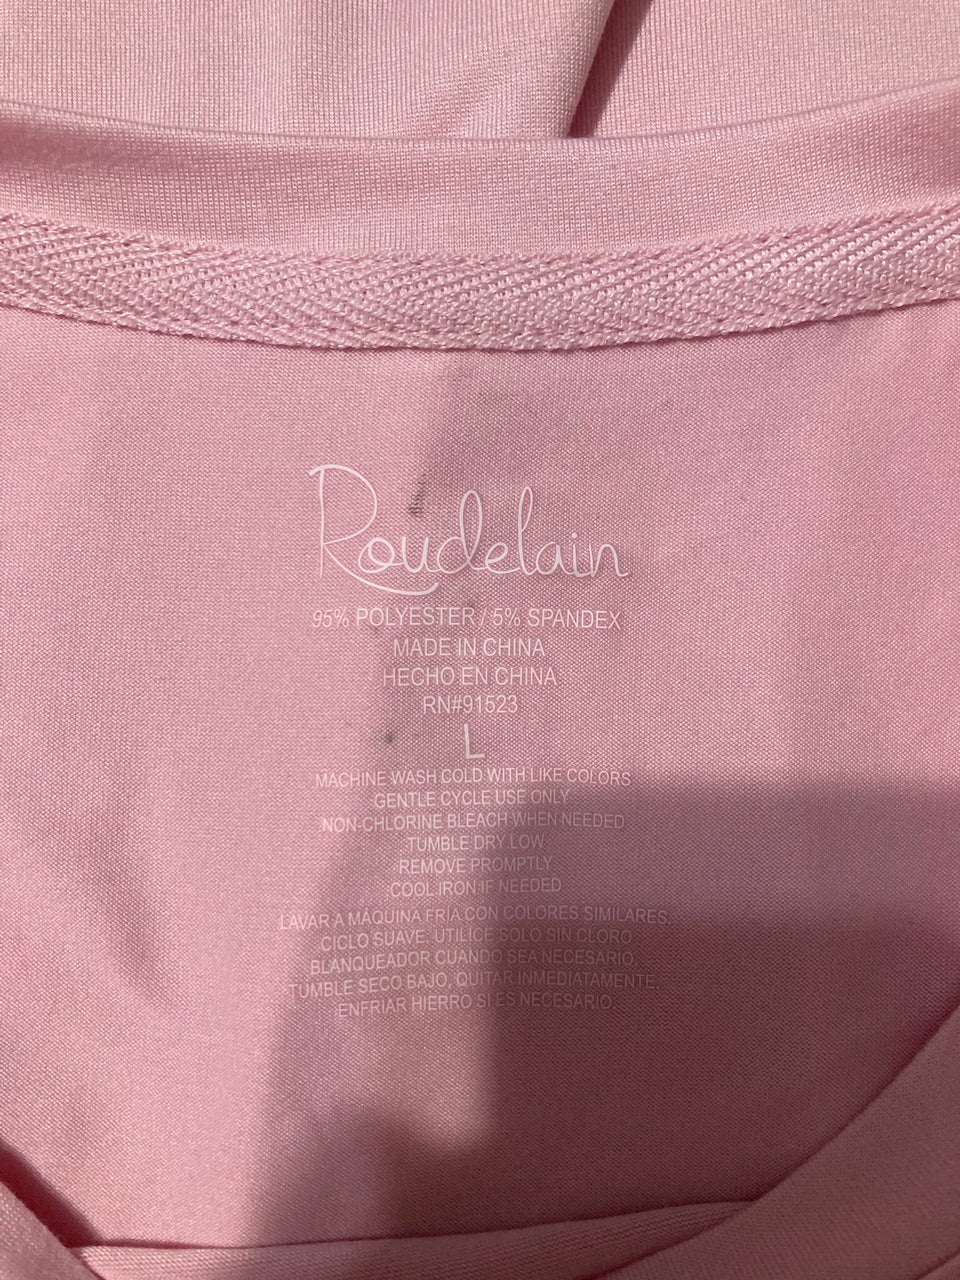 Roudelain
95% POLYESTER / 5% SPANDEX
MADE IN CHINA
HECHO EN CHINA
RN#91523
L
MACHINE WASH COLD WITH LIKE COLORS
GENTLE CYCLE USE ONLY
NON-CHLORINE BLEACH WHEN NEEDED
TUMBLE DRY LOW
REMOVE PROMPTLY
COOL IRON IF NEEDED
LAVAR A MÁQUINA FRÍA CON COLORES SIMILARES,
CICLO SUAVE. UTILICE SOLO SIN CLORO
BLANQUEADOR CUANDO SEA NECESARIO,
TUMBLE SECO BAJO, QUITAR INMEDIATAMENTE.
ENFRIAR HIERRO SI ES NECESARIO.